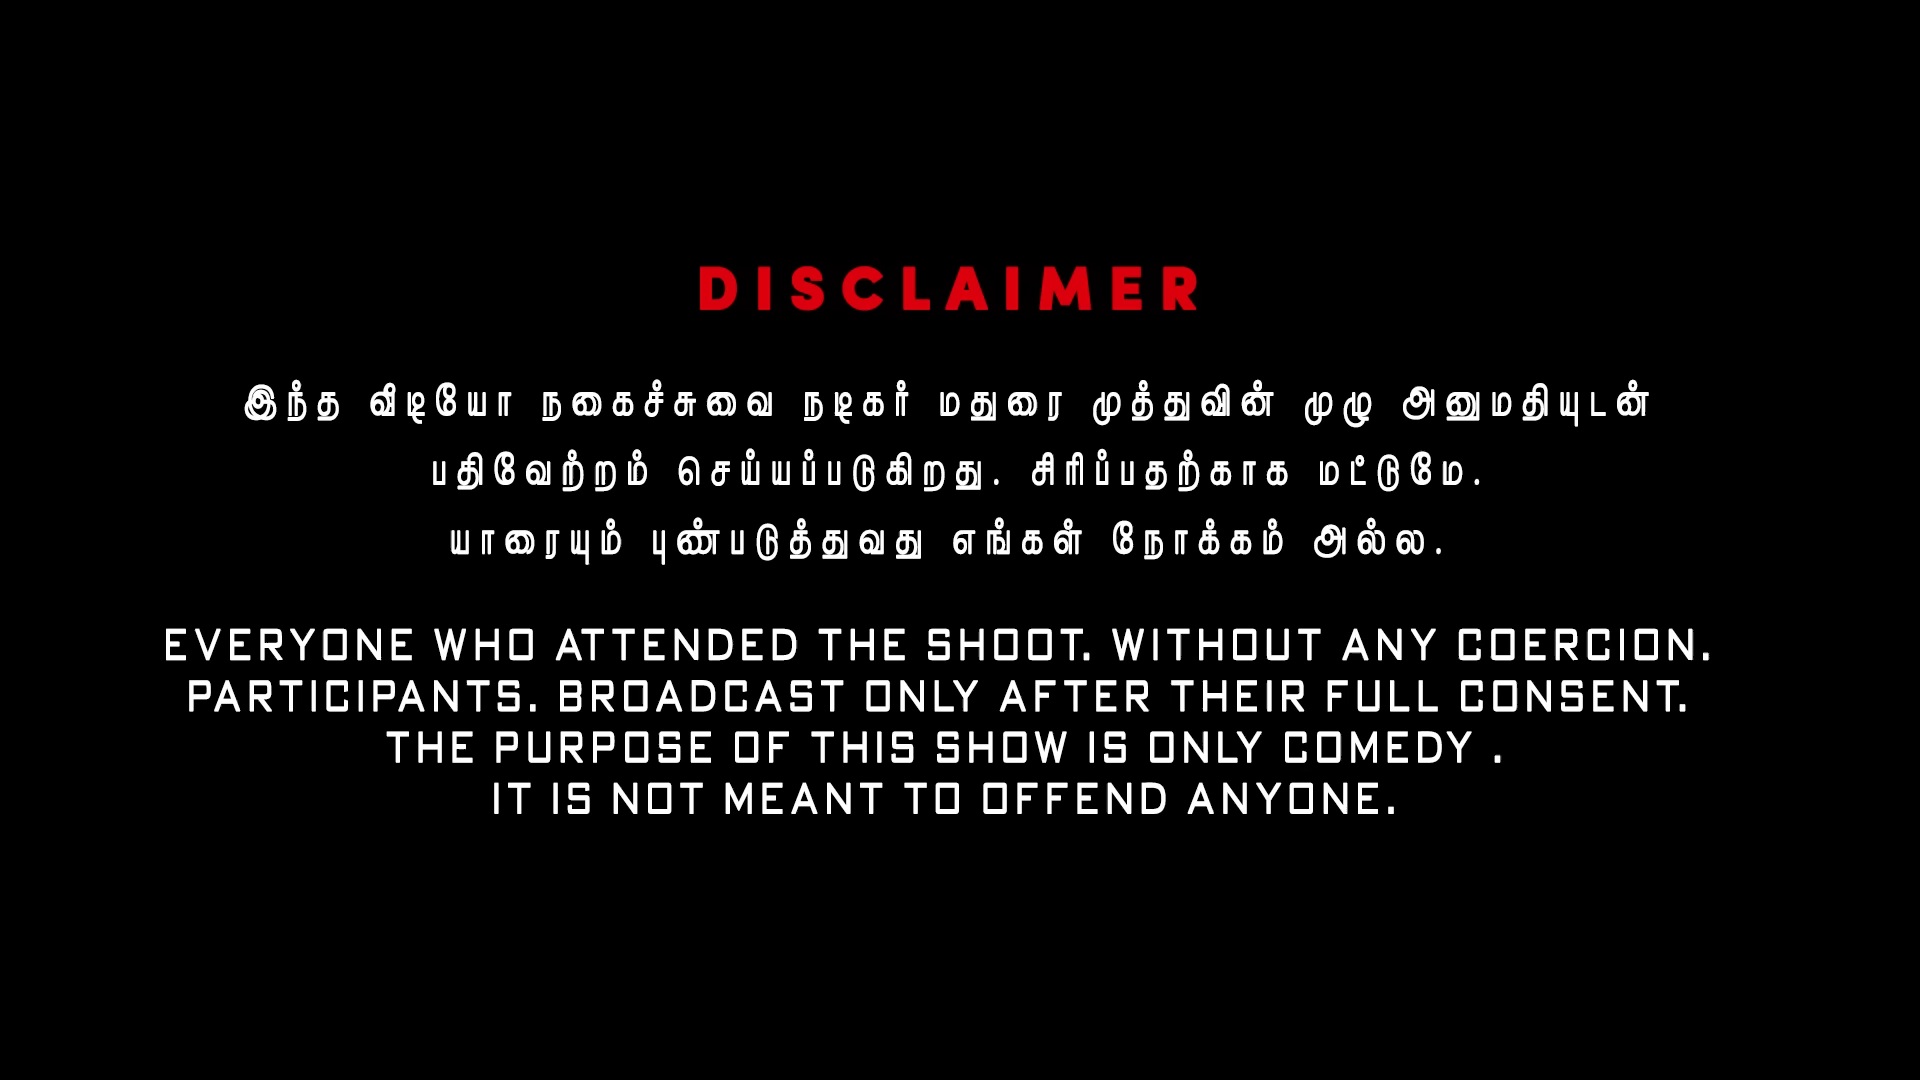 DISCLAIMER
இந்த வீடியோ நகைச்சுவை நடிகர் மதுரை முத்துவின் முழு அனுமதியுடன்
பதிவேற்றம் செய்யப்படுகிறது. சிரிப்பதற்காக மட்டுமே.
யாரையும் புண்படுத்துவது எங்கள் நோக்கம் அல்ல.
EVERYONE WHO ATTENDED THE SHOOT. WITHOUT ANY COERCION.
PARTICIPANTS. BROADCAST ONLY AFTER THEIR FULL CONSENT.
THE PURPOSE OF THIS SHOW IS ONLY COMEDY .
IT IS NOT MEANT TO OFFEND ANYONE.